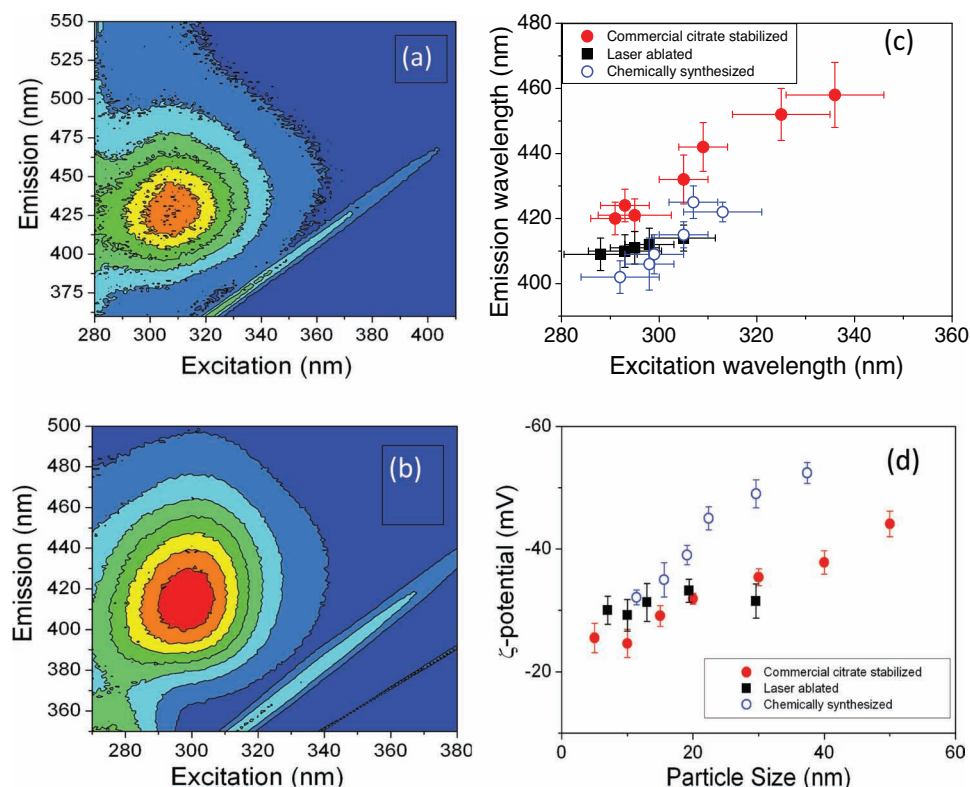 (a)
Emission (nm)
550
525
500
475
450
425
400
375
280 300 320 340 360 380 400
Excitation (nm)
(c)
Commercial citrate stabilized
Laser ablated
Chemically synthesized
Emission wavelength (nm)
480
460
440
420
400
280 300 320 340 360
Excitation wavelength (nm)
(b)
Emission (nm)
500
480
460
440
420
400
380
360
280 300 320 340 360 380
Excitation (nm)
(d)
ζ-potential (mV)
-60
-40
-20
Commercial citrate stabilized
Laser ablated
Chemically synthesized
0 20 40 60
Particle Size (nm)